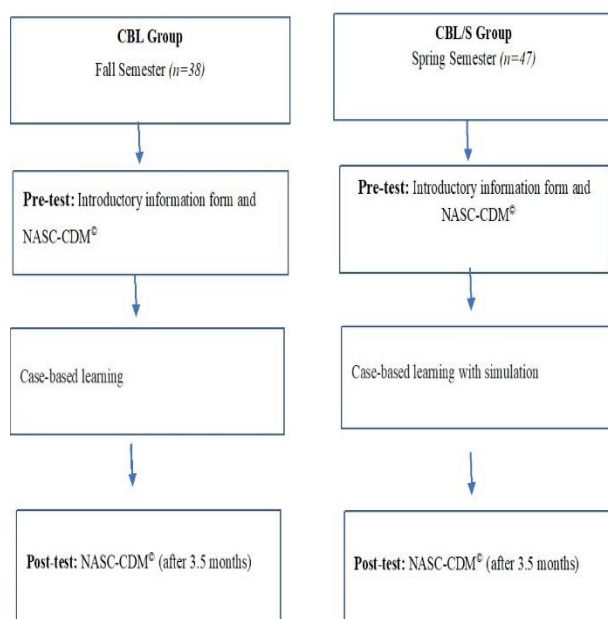 CBL Group
Fall Semester (n=38)
Pre-test: Introductory information form and
NASC-CDM©
Case-based learning
Post-test: NASC-CDM© (after 3.5 months)
CBL/S Group
Spring Semester (n=47)
Pre-test: Introductory information form and
NASC-CDM©
Case-based learning with simulation
Post-test: NASC-CDM© (after 3.5 months)